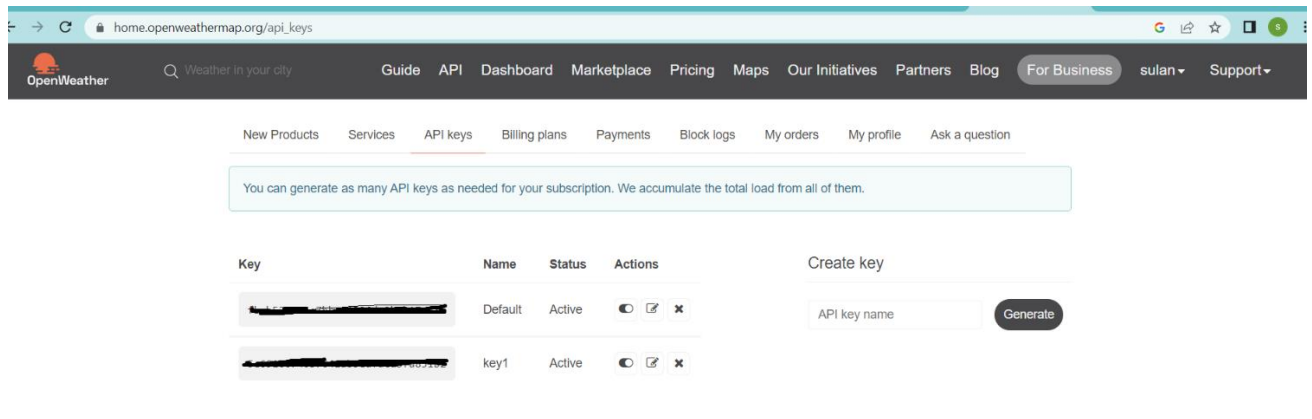 home.openweathermap.org/api_keys
OpenWeather
Weather in your city
Guide API Dashboard Marketplace Pricing Maps Our Initiatives Partners Blog For Business sulan Support
New Products Services API keys Billing plans Payments Block logs My orders My profile Ask a question
You can generate as many API keys as needed for your subscription. We accumulate the total load from all of them.
Key Name Status Actions
Default Active
key1 Active
Create key
API key name Generate